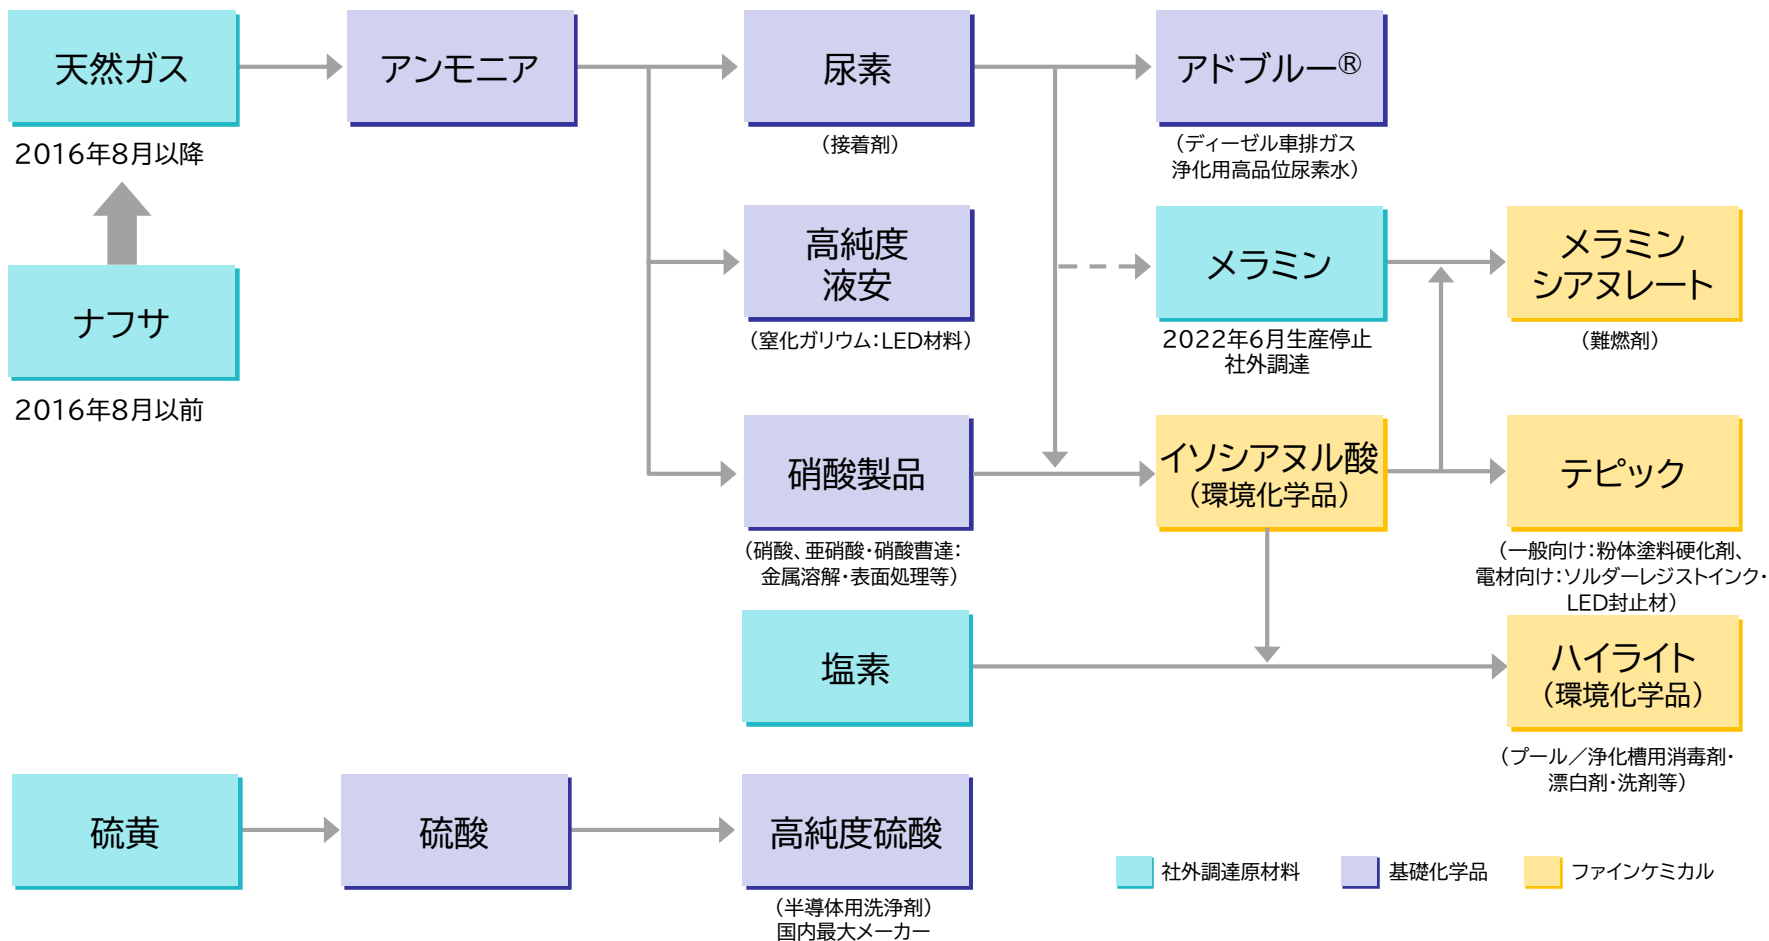 天然ガス
2016年8月以降
ナフサ
2016年8月以前
アンモニア
尿素
（接着剤）
アドブルー®
（ディーゼル車排ガス
浄化用高品位尿素水）
高純度
液安
（窒化ガリウム：LED材料）
メラミン
2022年6月生産停止
社外調達
メラミン
シアヌレート
（難燃剤）
硝酸製品
（硝酸、亜硝酸・硝酸曹達：
金属溶解・表面処理等）
イソシアヌル酸
（環境化学品）
テピック
（一般向け：粉体塗料硬化剤、
電材向け：ソルダーレジストインク・
LED封止材）
塩素
ハイライト
（環境化学品）
（プール／浄化槽用消毒剤・
漂白剤・洗剤等）
硫黄
硫酸
高純度硫酸
（半導体用洗浄剤）
国内最大メーカー
社外調達原材料
基礎化学品
ファインケミカル